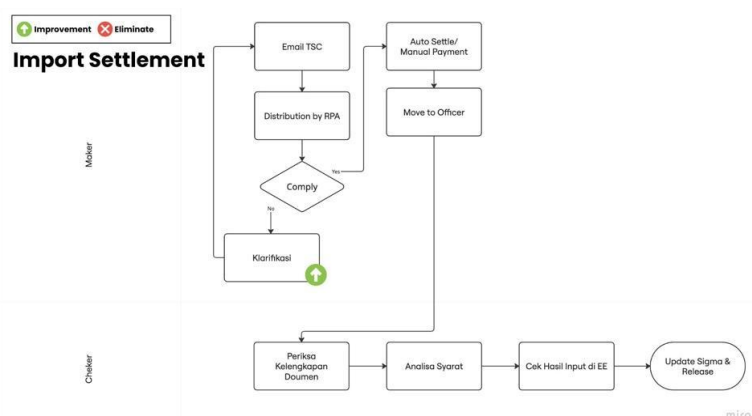 Improvement
Eliminate
Import Settlement
Maker
Email TSC
Distribution by RPA
Comply
Yes
No
Klarifikasi
Auto Settle/
Manual Payment
Move to Officer
Cheker
Periksa
Kelengkapan
Doumen
Analisa Syarat
Cek Hasil Input di EE
Update Sigma &
Release
miro